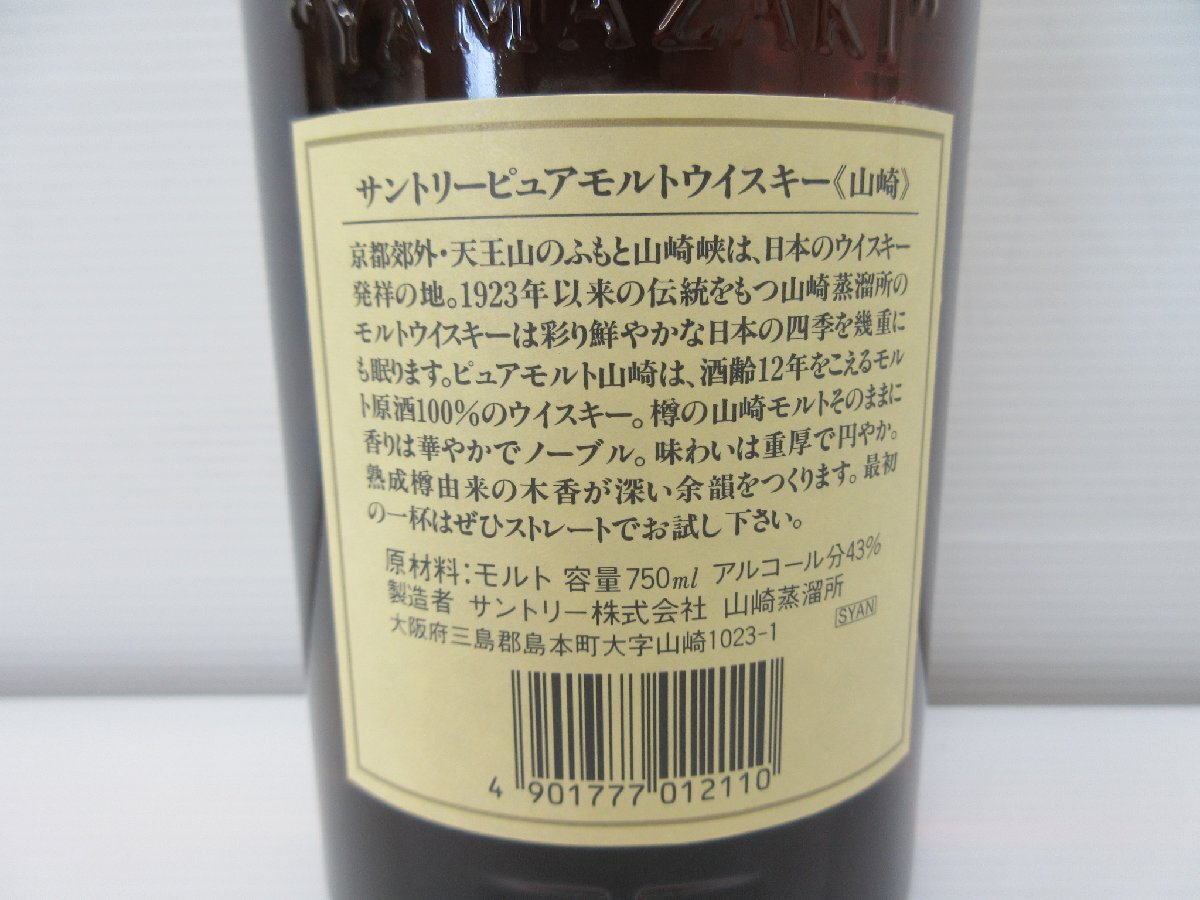 "YAMAZAKI"
サントリーピュアモルトウイスキー《山崎》
京都郊外・天王山のふもと山崎峡は、日本のウイスキー
発祥の地。1923年以来の伝統をもつ山崎蒸溜所の
モルトウイスキーは彩り鮮やかな日本の四季を幾重に
も眠ります。ピュアモルト山崎は、酒齢12年をこえるモル
ト原酒100%のウイスキー。樽の山崎モルトそのままに
香りは華やかでノーブル。味わいは重厚で円やか。
熟成樽由来の木香が深い余韻をつくります。最初
の一杯はぜひストレートでお試し下さい。
原材料:モルト 容量750ml アルコール分43%
製造者 サントリー株式会社 山崎蒸溜所
大阪府三島郡島本町大字山崎1023-1
SYAN
4 901777 012110